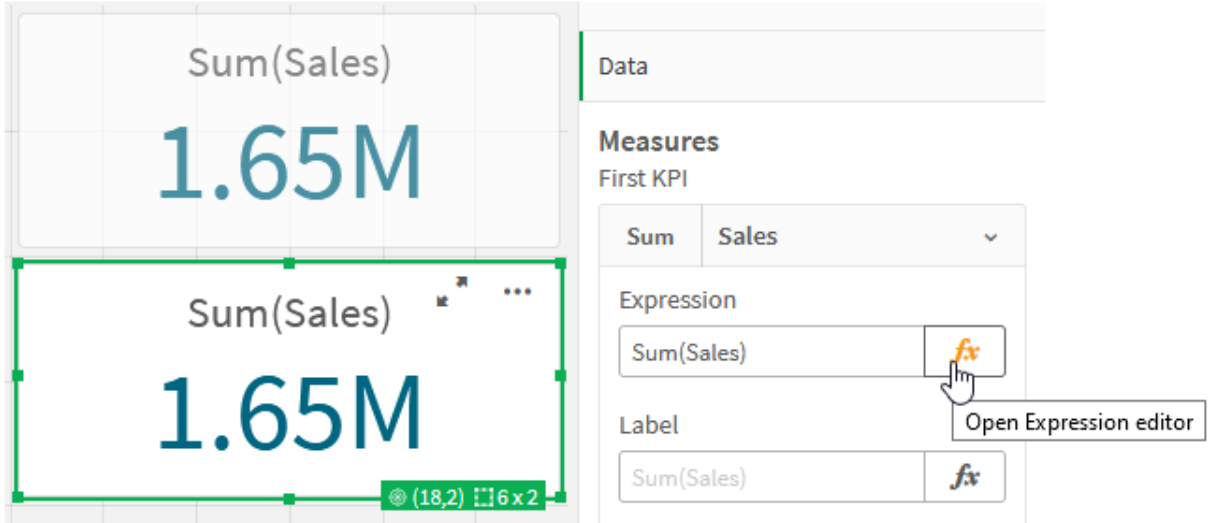 Sum(Sales)
1.65M
Sum(Sales)
1.65M
(18,2) 6 x 2
Data
Measures
First KPI
Sum Sales
Expression
Sum(Sales) fx
Open Expression editor
Label
Sum(Sales) fx